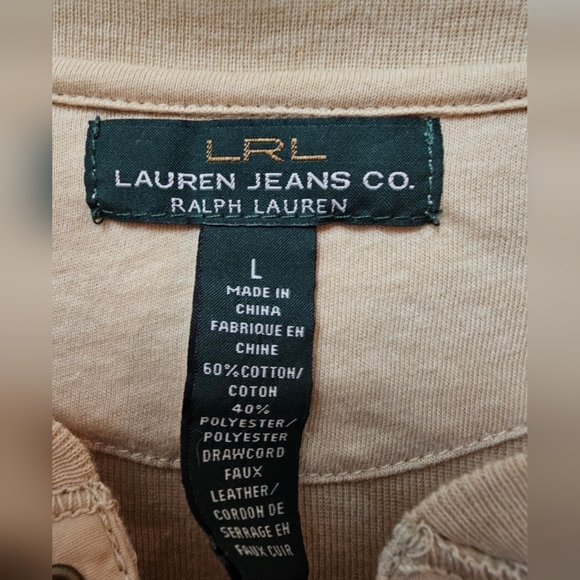 LRL
LAUREN JEANS CO.
RALPH LAUREN
L
MADE IN
CHINA
FABRIQUE EN
CHINE
60% COTTON/
COTON
40%
POLYESTER/
POLYESTER
DRAWCORD
FAUX
LEATHER/
CORDON DE
SERRAGE EN
FAUX CUIR